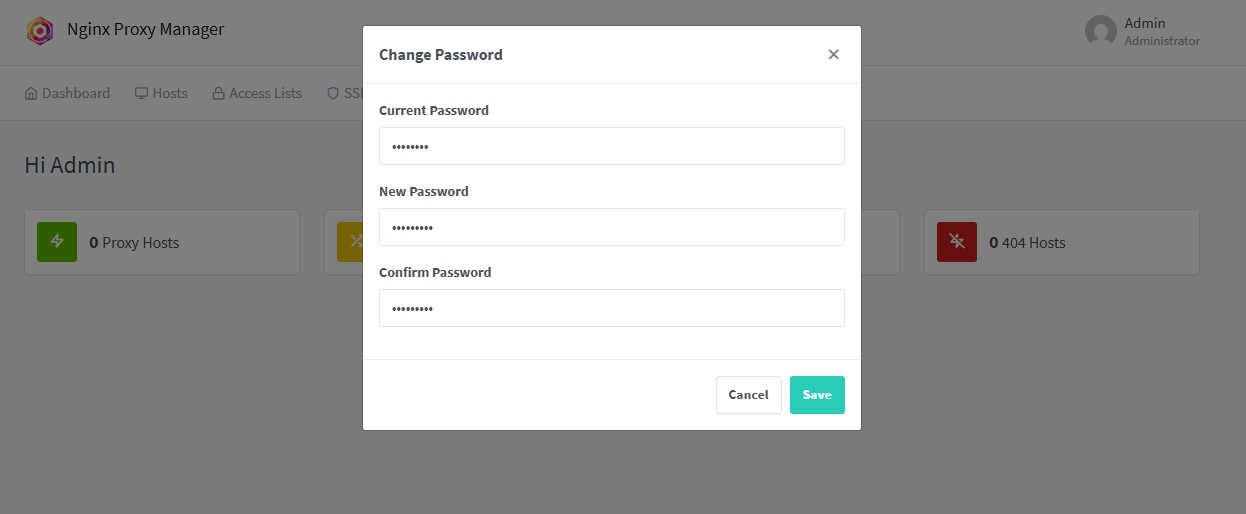 Nginx Proxy Manager
Admin
Administrator
Dashboard
Hosts
Access Lists
Hi Admin
0 Proxy Hosts
0 404 Hosts
Change Password
×
Current Password
••••••••
New Password
•••••••••
Confirm Password
•••••••••
Cancel
Save